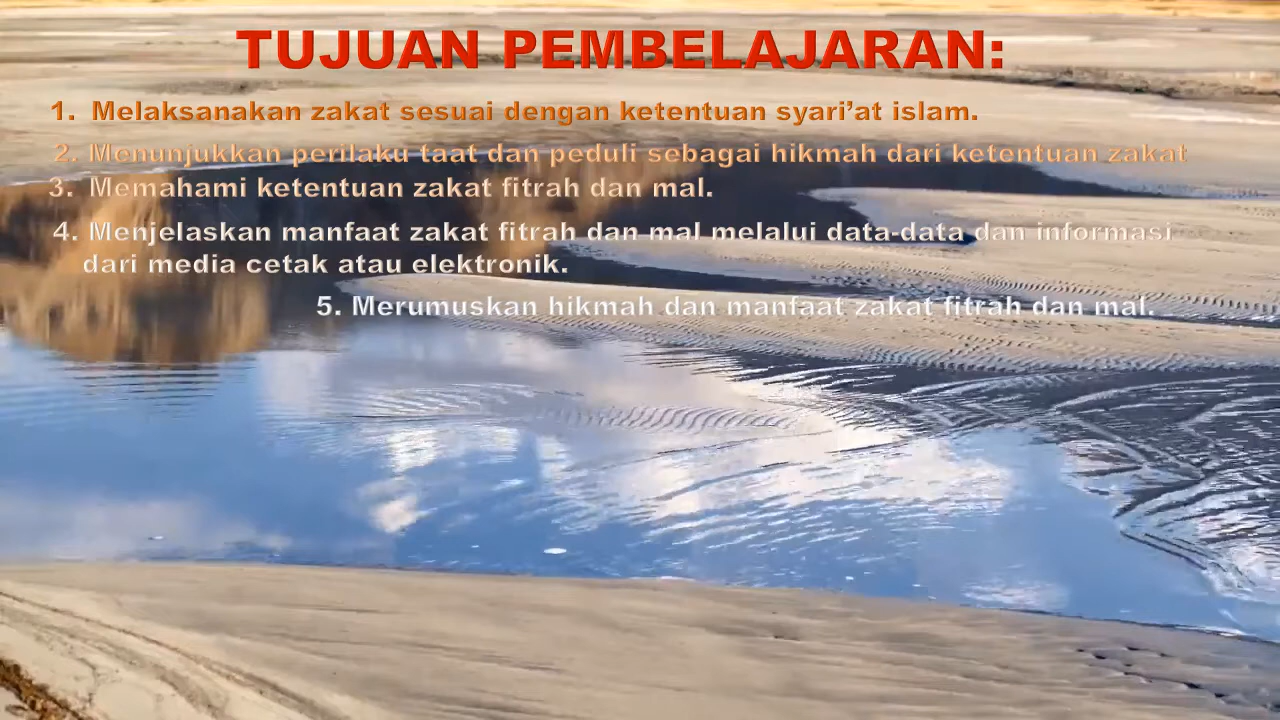 TUJUAN PEMBELAJARAN:
1. Melaksanakan zakat sesuai dengan ketentuan syari’at islam.
2. Menunjukkan perilaku taat dan peduli sebagai hikmah dari ketentuan zakat
3. Memahami ketentuan zakat fitrah dan mal.
4. Menjelaskan manfaat zakat fitrah dan mal melalui data-data dan informasi
dari media cetak atau elektronik.
5. Merumuskan hikmah dan manfaat zakat fitrah dan mal.